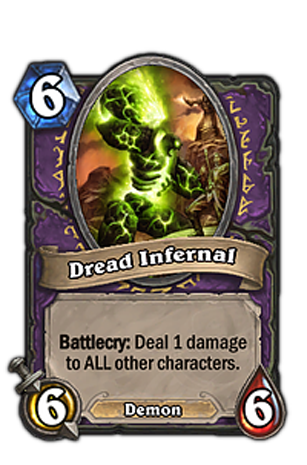 6
Dread Infernal
Battlecry: Deal 1 damage
to ALL other characters.
6
Demon
6